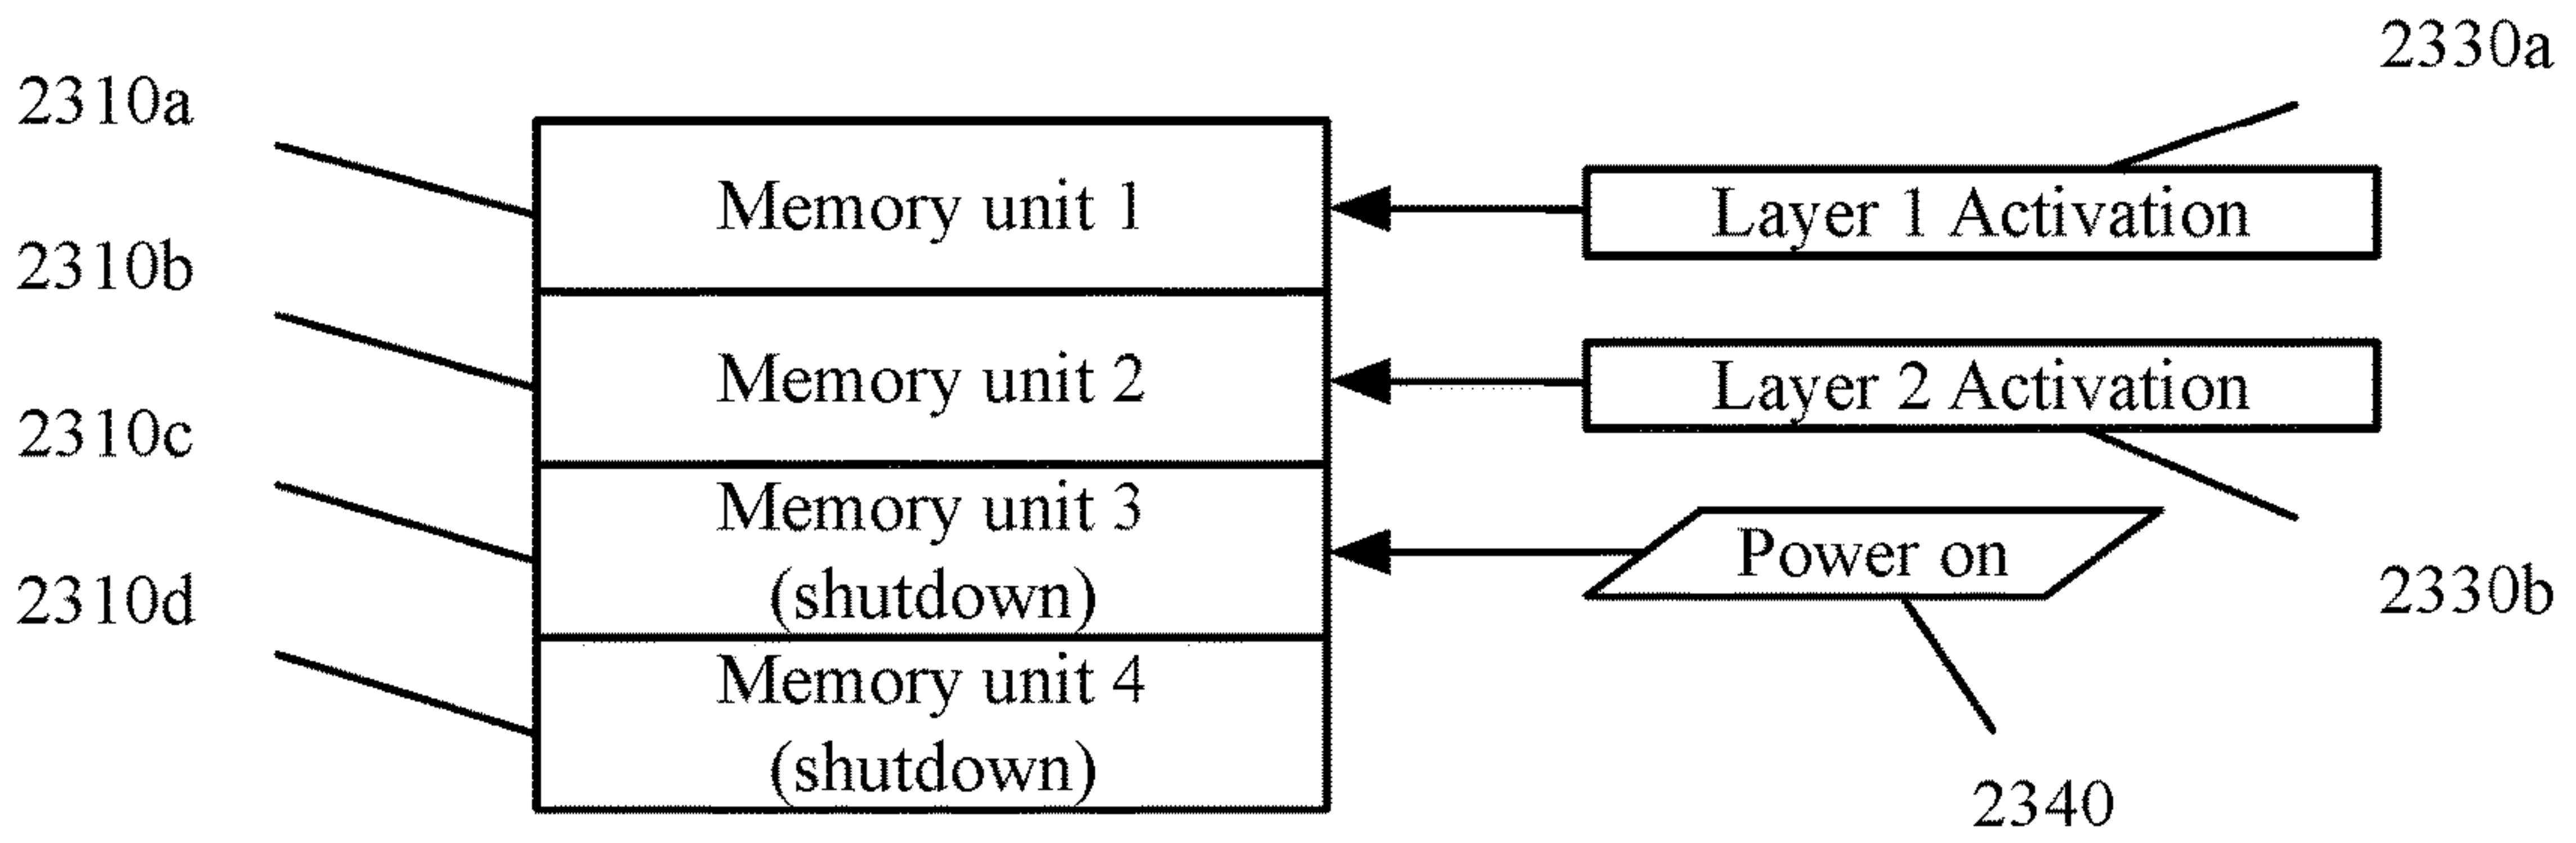 2330a
2310a
Memory unit 1
Layer 1 Activation
2310b
Memory unit 2
Layer 2 Activation
2310c
Memory unit 3
(shutdown)
Power on
2310d
2330b
Memory unit 4
(shutdown)
2340